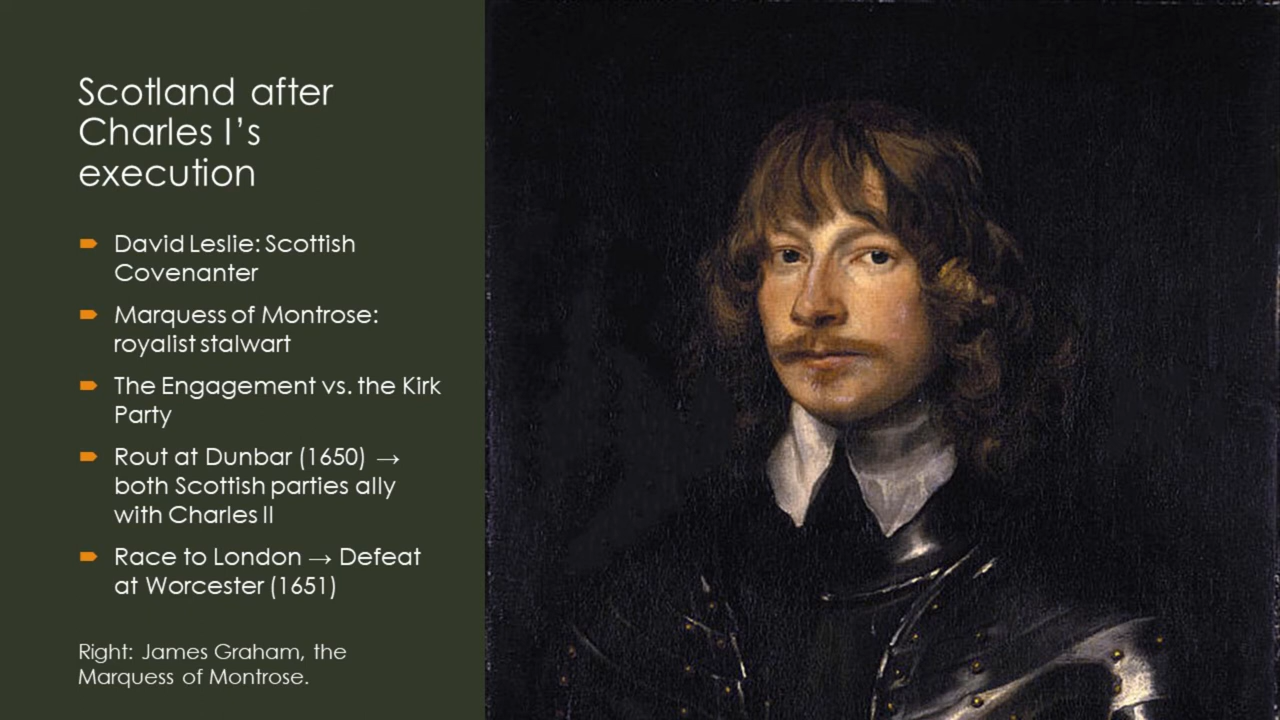 Scotland after
Charles I’s
execution
David Leslie: Scottish
Covenanter
Marquess of Montrose:
royalist stalwart
The Engagement vs. the Kirk
Party
Rout at Dunbar (1650) →
both Scottish parties ally
with Charles II
Race to London → Defeat
at Worcester (1651)
Right: James Graham, the
Marquess of Montrose.